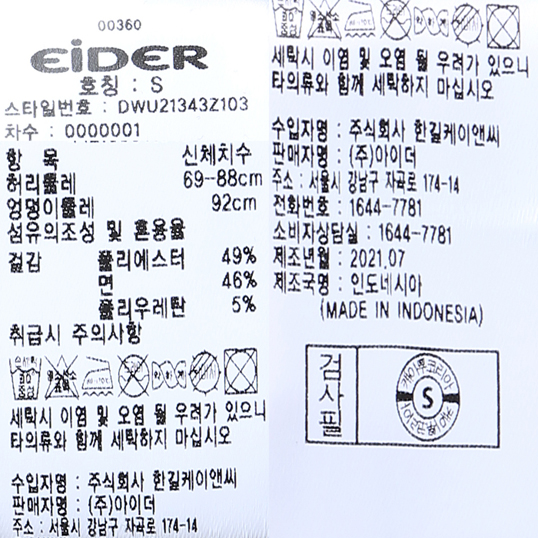 00360
EiDER
호칭 : S
스타일번호 : DWU21343Z103
차수 : 0000001
항 목 신체치수
허리둘레 69--88cm
엉덩이둘레 92cm
섬유의조성 및 혼용율
겉감 폴리에스터 49%
면 46%
폴리우레탄 5%
취급시 주의사항
세탁시 이염 및 오염 될 우려가 있으니
타의류와 함께 세탁하지 마십시오
수입자명 : 주식회사 한길케이앤씨
판매자명 : (주)아이더
주소 : 서울시 강남구 자곡로 174-14
세탁시 이염 및 오염 될 우려가 있으니
타의류와 함께 세탁하지 마십시오
수입자명 : 주식회사 한길케이앤씨
판매자명 : (주)아이더
주소 : 서울시 강남구 자곡로 174-14
전화번호 : 1644-7781
소비자상담실 : 1644-7781
제조년월 : 2021.07
제조국명 : 인도네시아
(MADE IN INDONESIA)
검사필
S